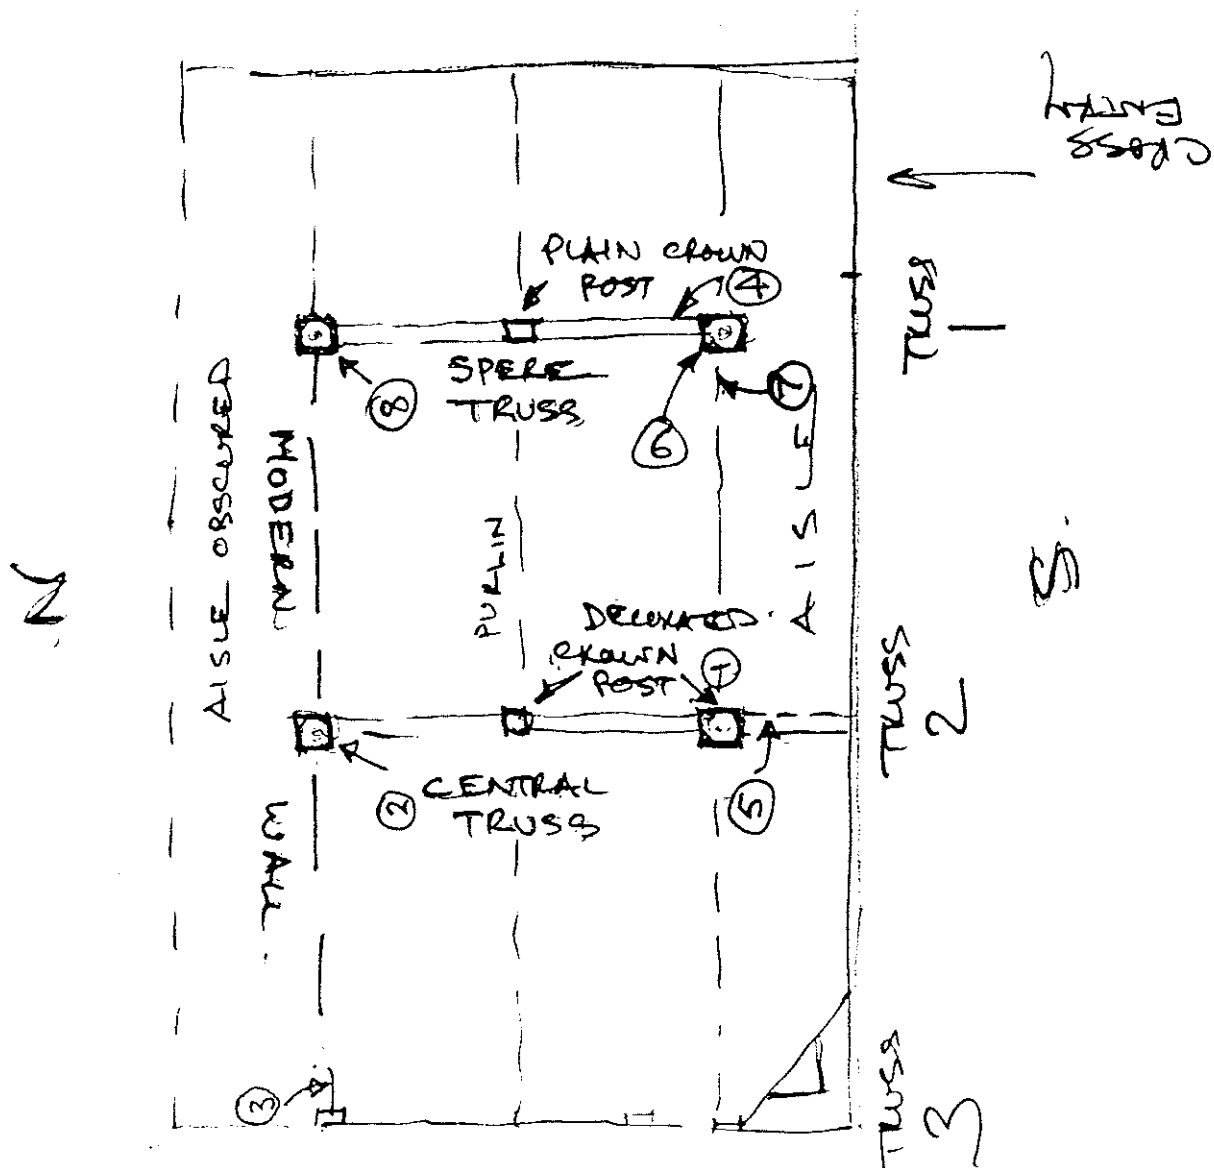 CROSS
ENTRY
PLAIN CROWN
POST
4
TRUSS
1
SPERE
TRUSS
8
7
6
AISLE OBSCURED
MODERN
WALL.
AISLE
N
S.
PURLIN
DECORATED
CROWN
POST
1
TRUSS
2
CENTRAL
TRUSS
2
5
3
TRUSS
3